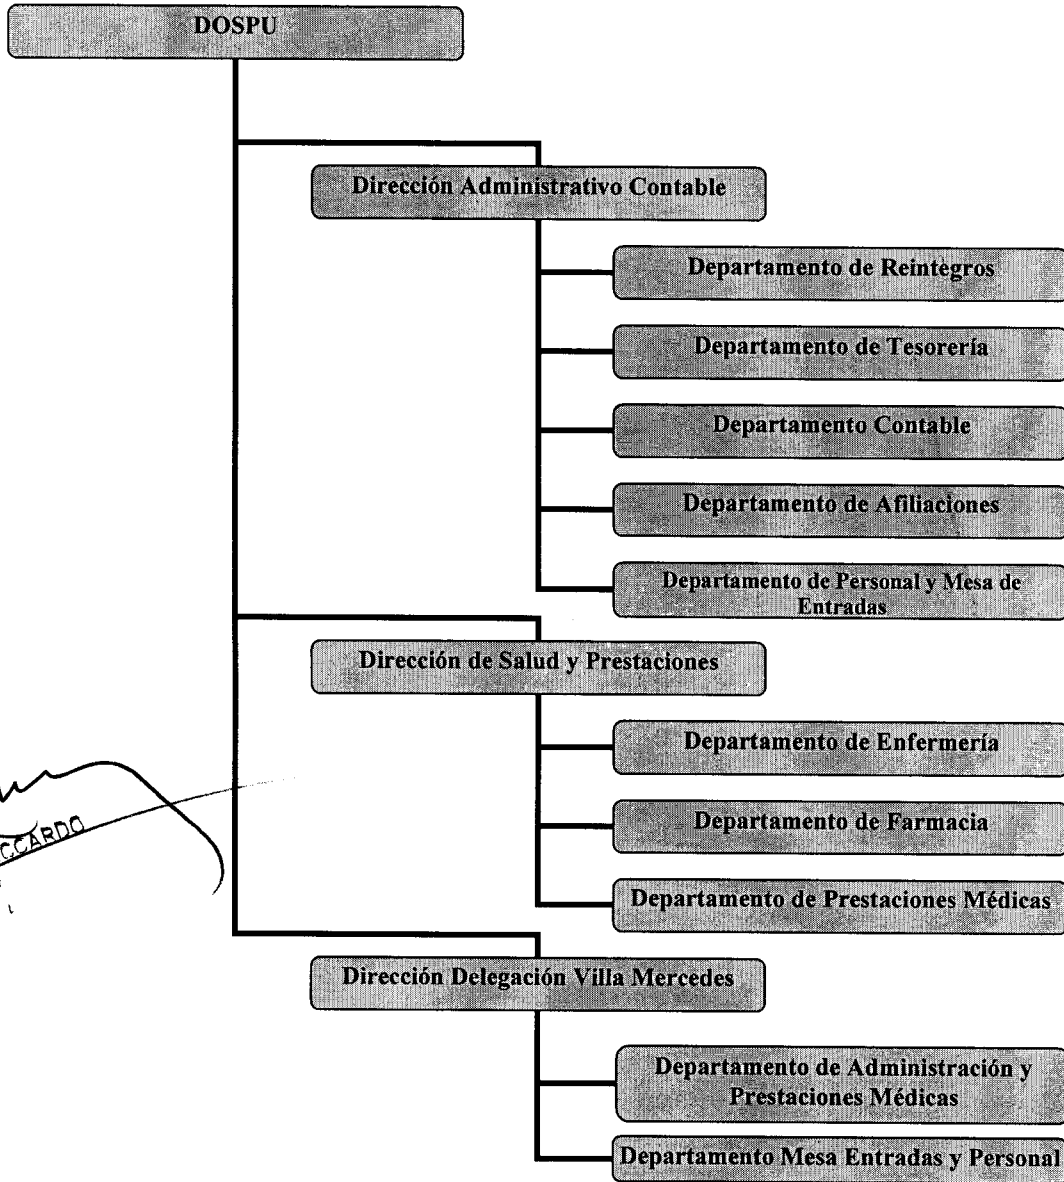 DOSPU
Dirección Administrativo Contable
Departamento de Reintegros
Departamento de Tesorería
Departamento Contable
Departamento de Afiliaciones
Departamento de Personal y Mesa de
Entradas
Dirección de Salud y Prestaciones
Departamento de Enfermería
Departamento de Farmacia
CCARDO
Departamento de Prestaciones Médicas
Dirección Delegación Villa Mercedes
Departamento de Administración y
Prestaciones Médicas
Departamento Mesa Entradas y Personal